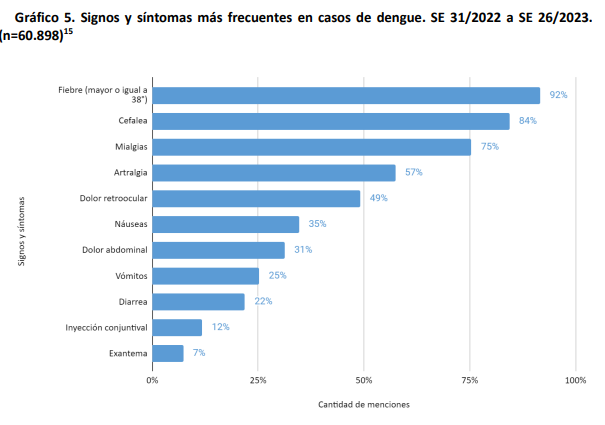 Gráfico 5. Signos y síntomas más frecuentes en casos de dengue. SE 31/2022 a SE 26/2023.
(n=60.898)15
Fiebre (mayor o igual a
38°)
92%
Cefalea
84%
Mialgias
75%
Artralgia
57%
Dolor retroocular
49%
Náuseas
35%
Dolor abdominal
31%
Vómitos
25%
Diarrea
22%
Inyección conjuntival
12%
Exantema
7%
Signos y síntomas
0%
25%
50%
75%
100%
Cantidad de menciones